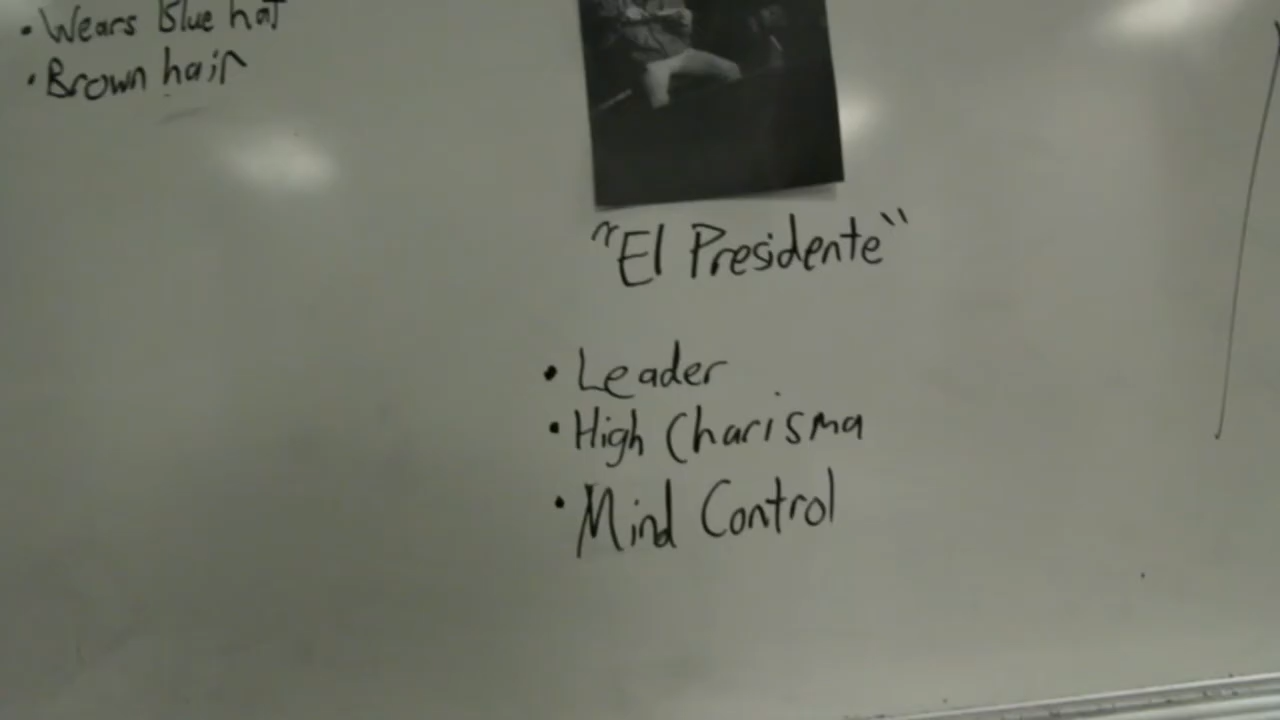 • Wears Blue hat
• Brown hair
"El Presidente"
• Leader
• High Charisma
• Mind Control